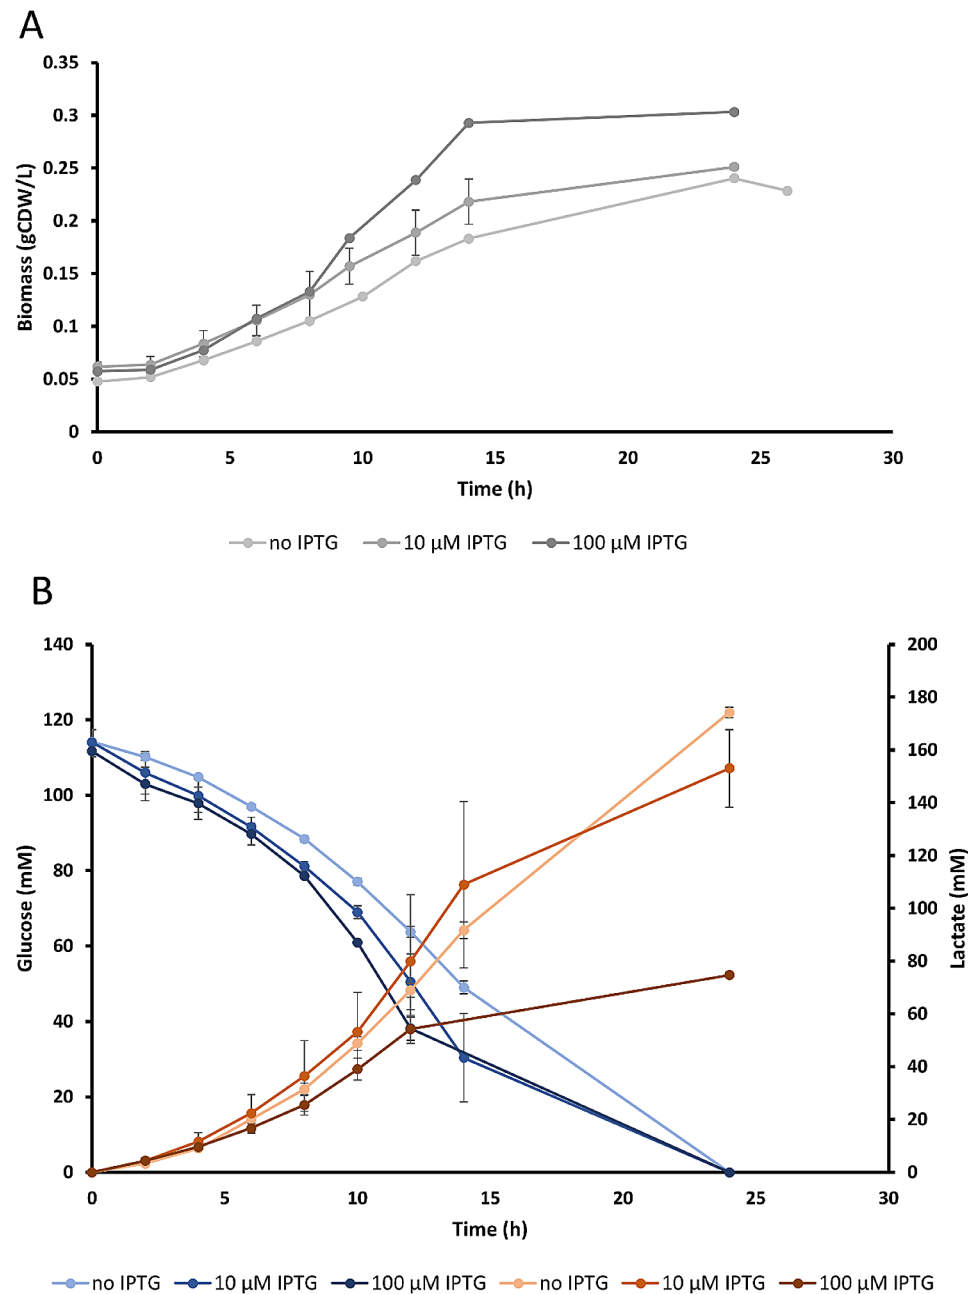 A
0.35
0.3
0.25
0.2
0.15
0.1
0.05
0
Biomass (gCDW/L)
0 5 10 15 20 25 30
Time (h)
no IPTG 10 µM IPTG 100 µM IPTG
B
140
120
100
80
60
40
20
0
Glucose (mM)
200
180
160
140
120
100
80
60
40
20
0
Lactate (mM)
0 5 10 15 20 25 30
Time (h)
no IPTG 10 µM IPTG 100 µM IPTG no IPTG 10 µM IPTG 100 µM IPTG